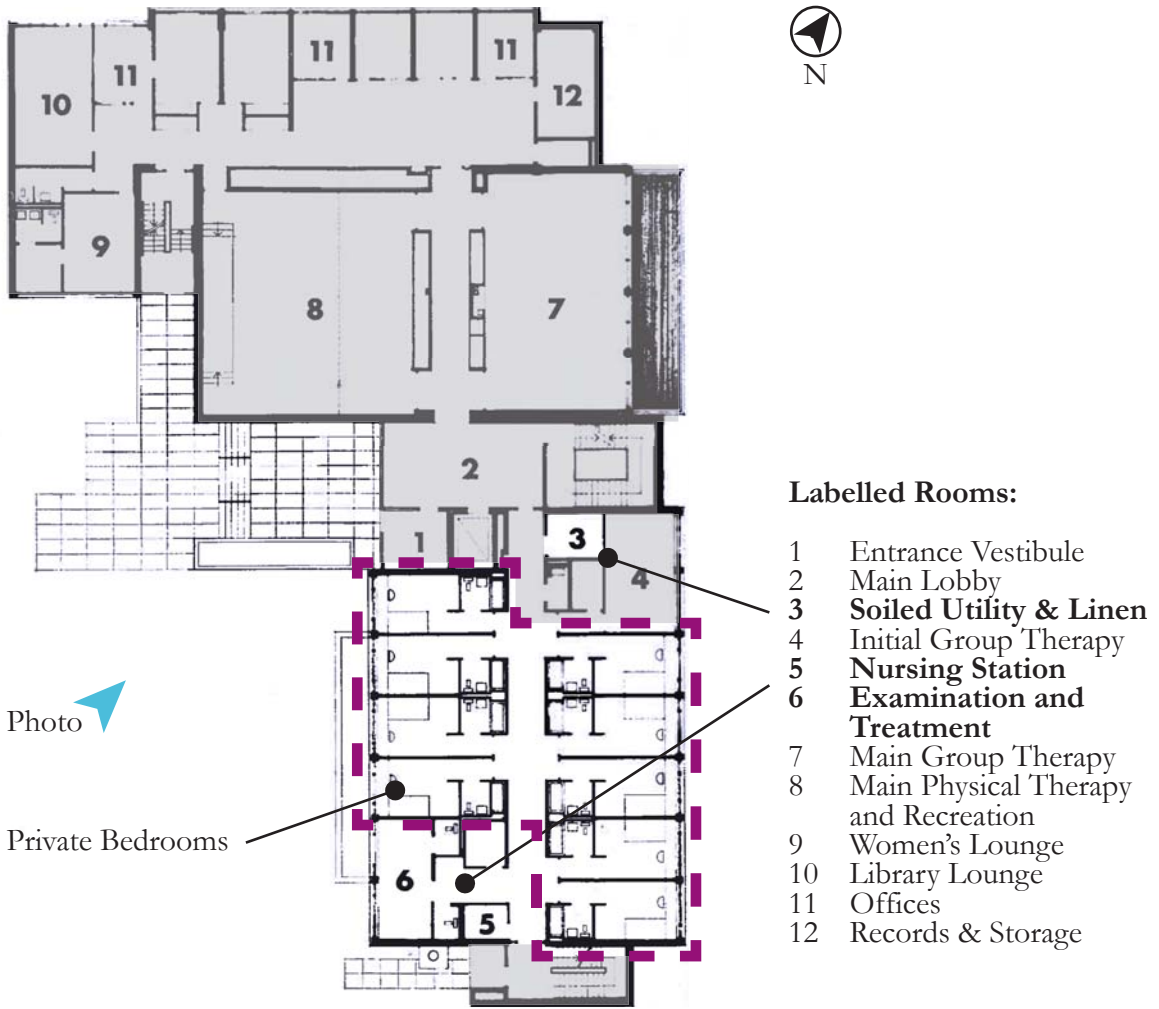 11
11
11
10
12
N
9
8
7
2
1
3
4
6
5
Photo
Private Bedrooms
Labelled Rooms:
1 Entrance Vestibule
2 Main Lobby
3 Soiled Utility & Linen
4 Initial Group Therapy
5 Nursing Station
6 Examination and
Treatment
7 Main Group Therapy
8 Main Physical Therapy
and Recreation
9 Women's Lounge
10 Library Lounge
11 Offices
12 Records & Storage